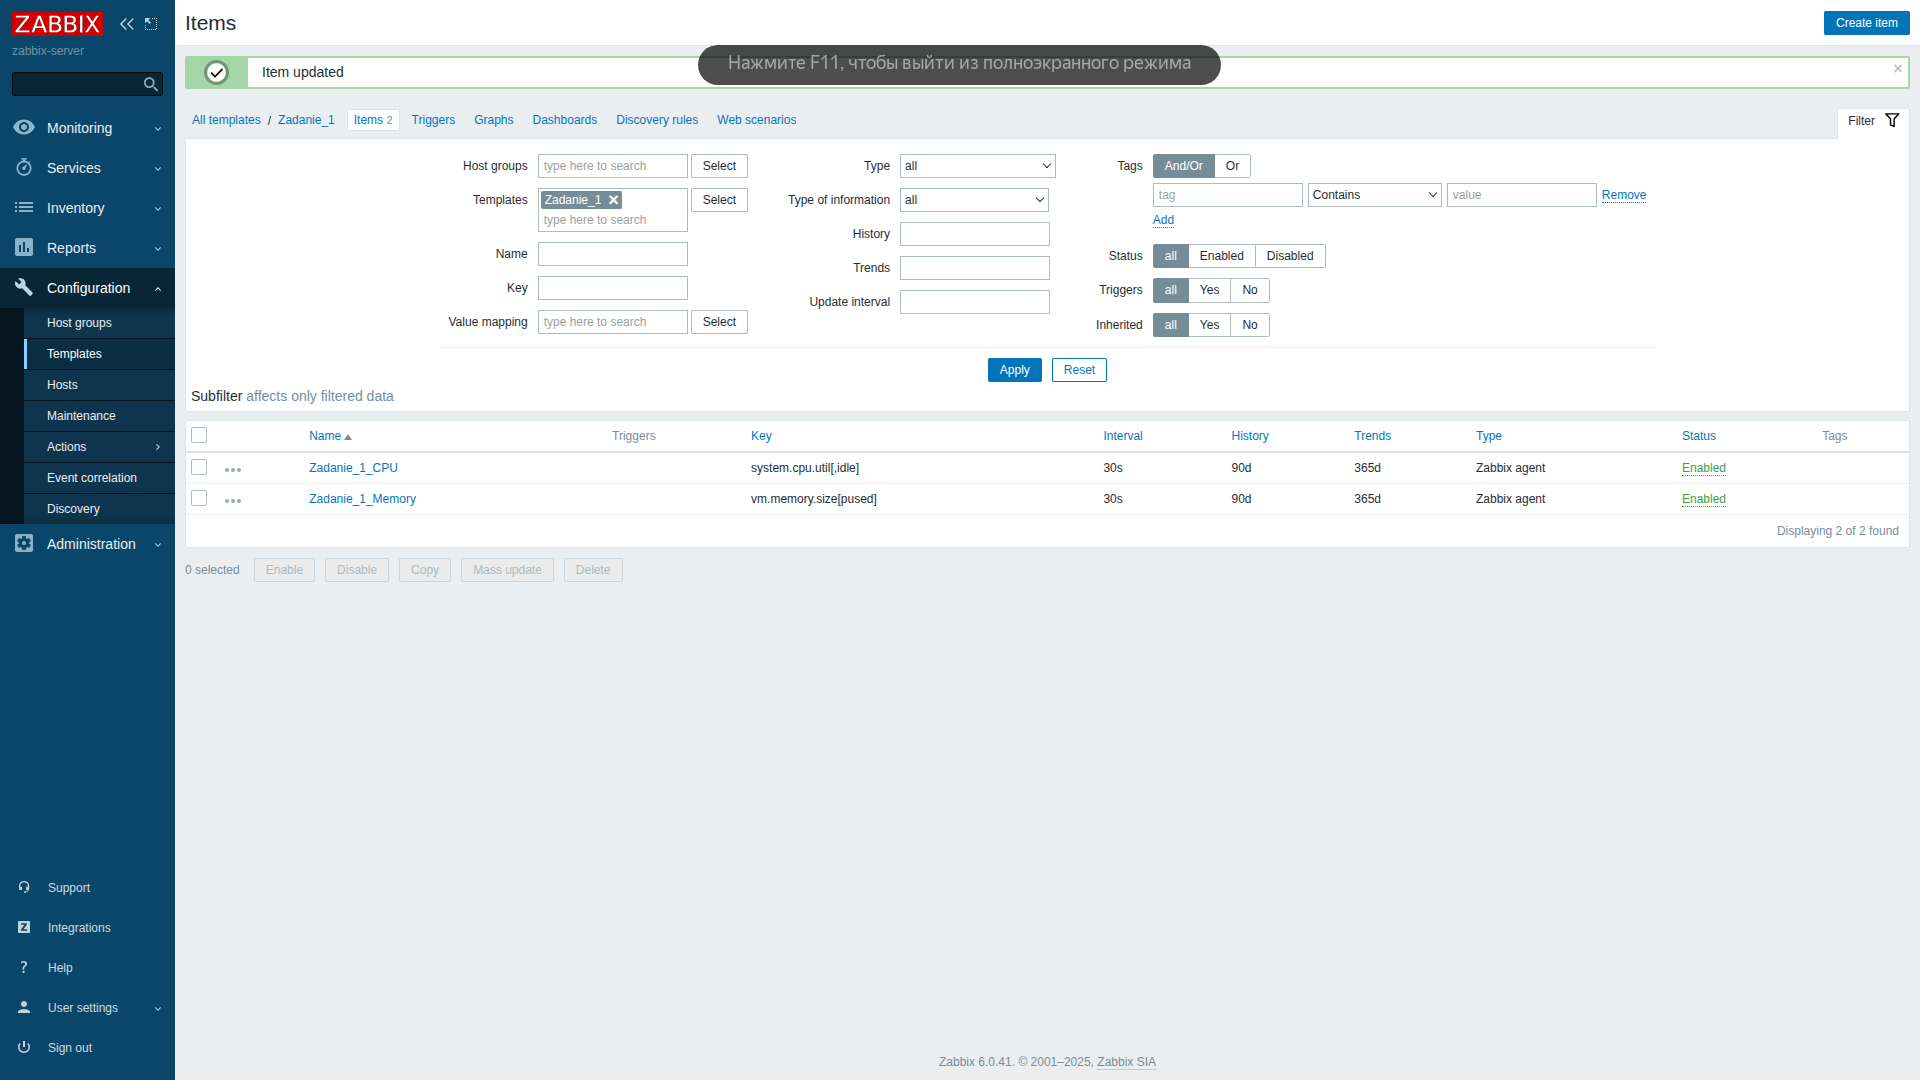 ZABBIX
zabbix-server
Monitoring
Services
Inventory
Reports
Configuration
Host groups
Templates
Hosts
Maintenance
Actions
Event correlation
Discovery
Administration
Support
Integrations
Help
User settings
Sign out
Items
Create item
Item updated
Нажмите F11, чтобы выйти из полноэкранного режима
All templates / Zadanie_1 Items 2 Triggers Graphs Dashboards Discovery rules Web scenarios
Filter
Host groups type here to search Select
Templates Zadanie_1 Select
type here to search
Name
Key
Value mapping type here to search Select
Type all
Type of information all
History
Trends
Update interval
Tags And/Or Or
tag Contains value Remove
Add
Status all Enabled Disabled
Triggers all Yes No
Inherited all Yes No
Apply Reset
Subfilter affects only filtered data
Name Triggers Key Interval History Trends Type Status Tags
Zadanie_1_CPU system.cpu.util[,idle] 30s 90d 365d Zabbix agent Enabled
Zadanie_1_Memory vm.memory.size[pused] 30s 90d 365d Zabbix agent Enabled
Displaying 2 of 2 found
0 selected Enable Disable Copy Mass update Delete
Zabbix 6.0.41. © 2001–2025, Zabbix SIA